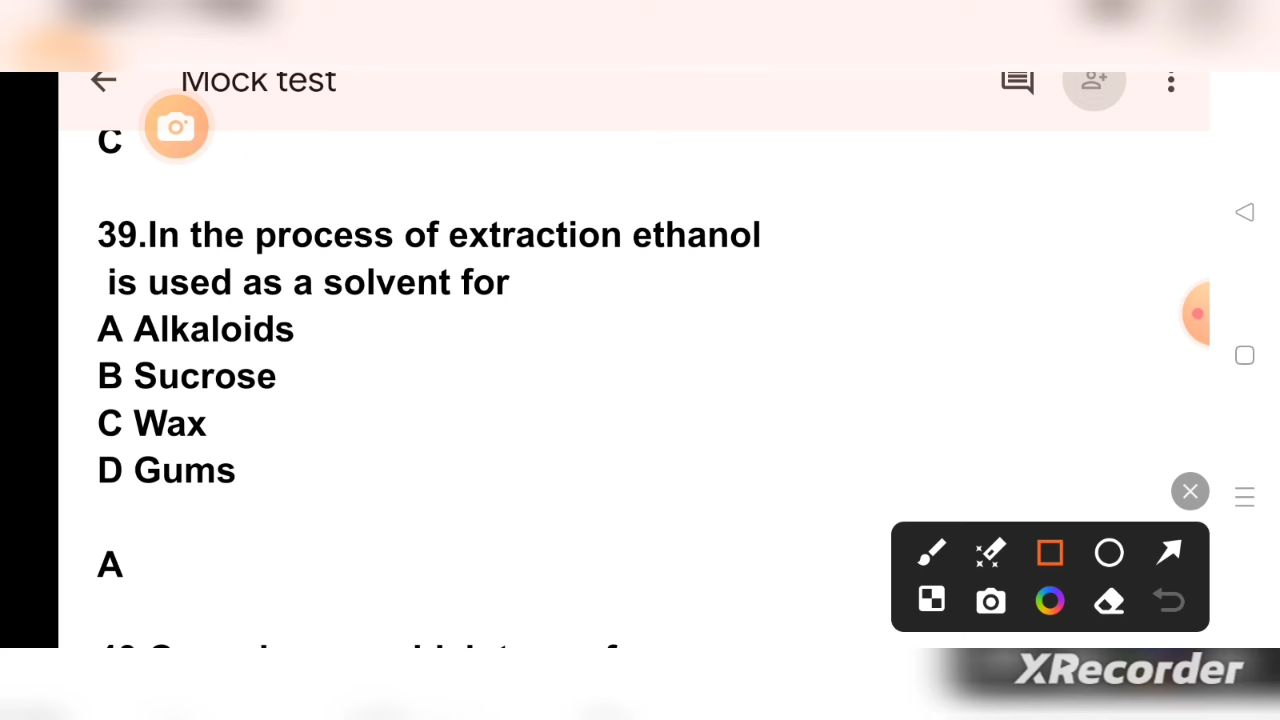 Mock test
C
39.In the process of extraction ethanol
is used as a solvent for
A Alkaloids
B Sucrose
C Wax
D Gums
A
XRecorder